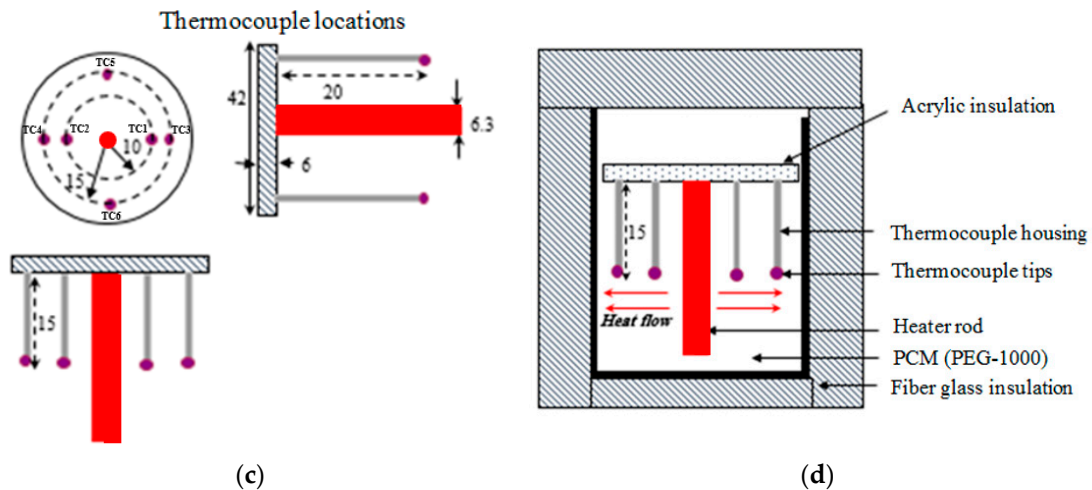 Thermocouple locations
TC5
TC4
TC2
TC1
TC3
10
15
TC6
42
20
6.3
6
15
Acrylic insulation
15
Thermocouple housing
Thermocouple tips
Heat flow
Heater rod
PCM (PEG-1000)
Fiber glass insulation
(c)
(d)